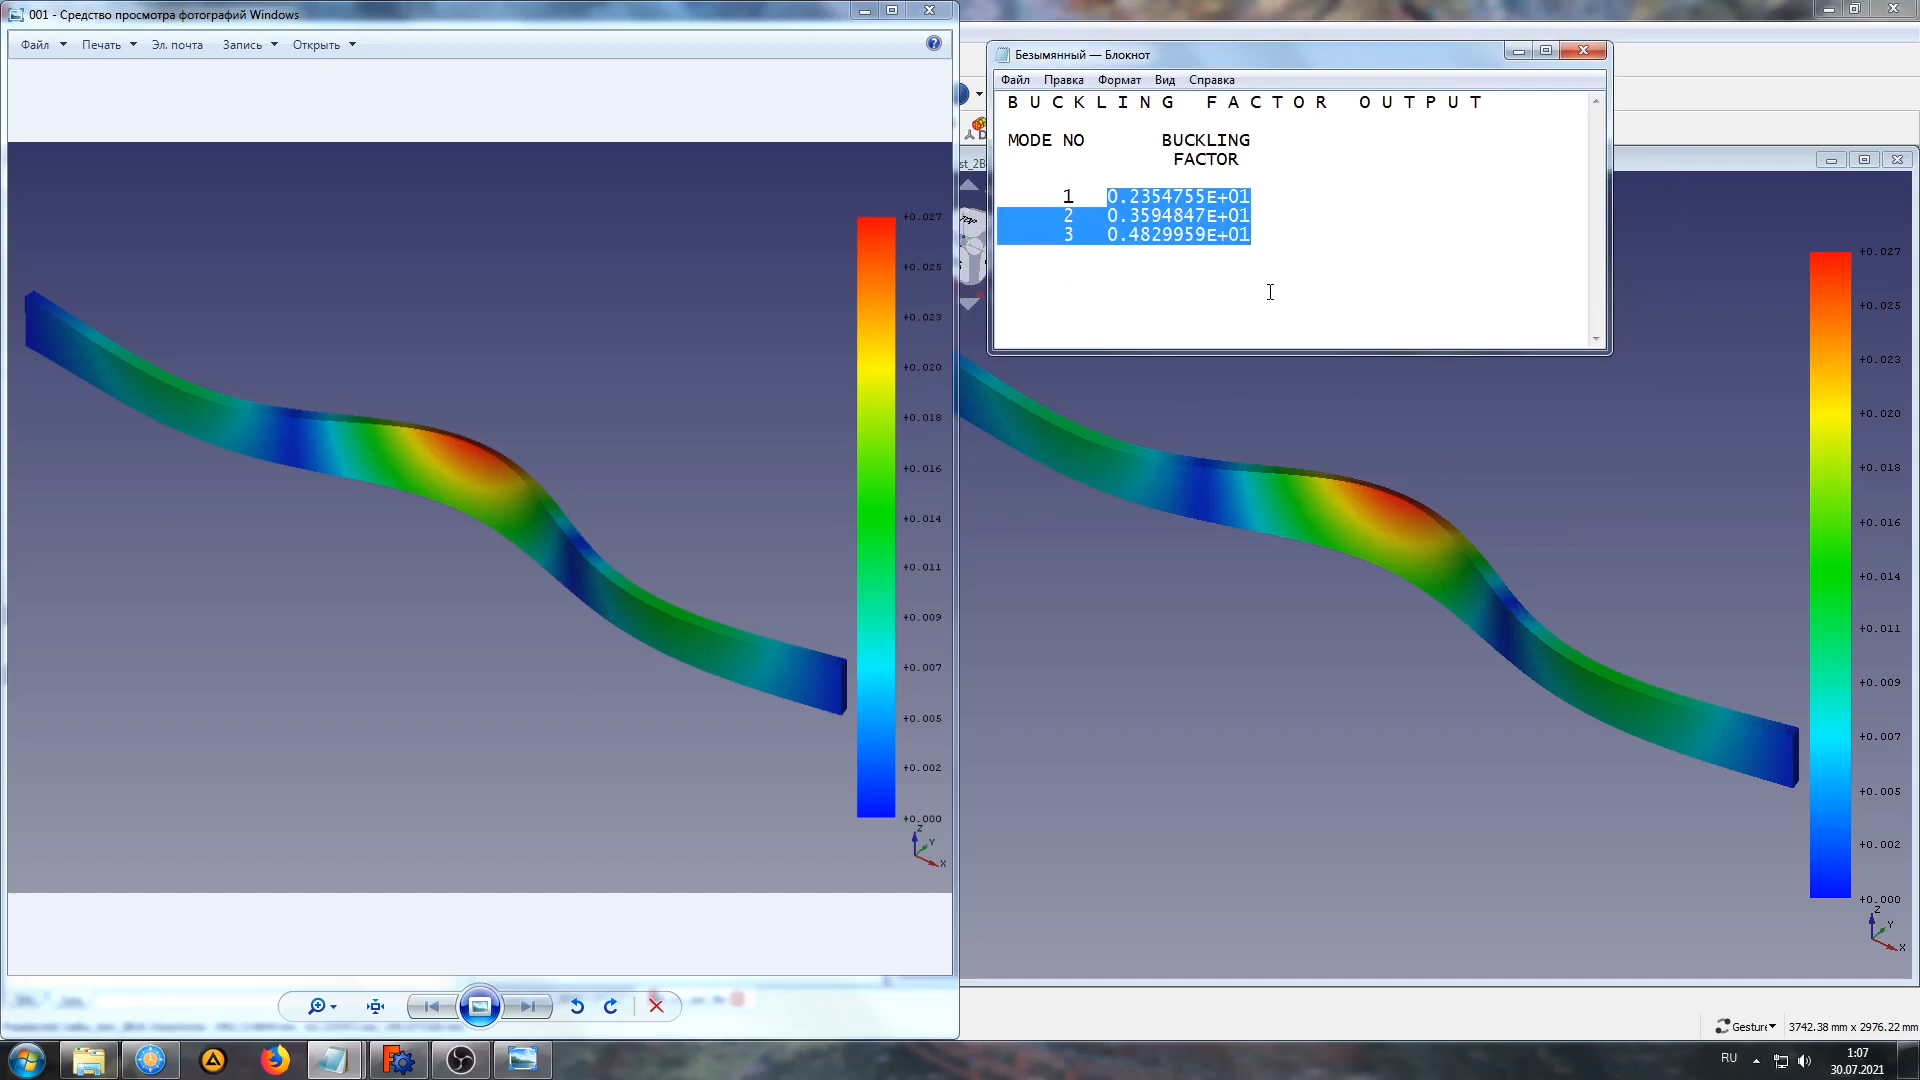 001 - Средство просмотра фотографий Windows
Файл Печать Эл. почта Запись Открыть
+0.027
+0.025
+0.023
+0.020
+0.018
+0.016
+0.014
+0.011
+0.009
+0.007
+0.005
+0.002
+0.000
Z
Y
X
Безымянный — Блокнот
Файл Правка Формат Вид Справка
B U C K L I N G   F A C T O R   O U T P U T
MODE NO BUCKLING
FACTOR
1 0.2354755E+01
2 0.3594847E+01
3 0.4829959E+01
st_2B
TOP
+0.027
+0.025
+0.023
+0.020
+0.018
+0.016
+0.014
+0.011
+0.009
+0.007
+0.005
+0.002
+0.000
Z
Y
X
Gesture 3742.38 mm x 2976.22 mm
RU
1:07
30.07.2021